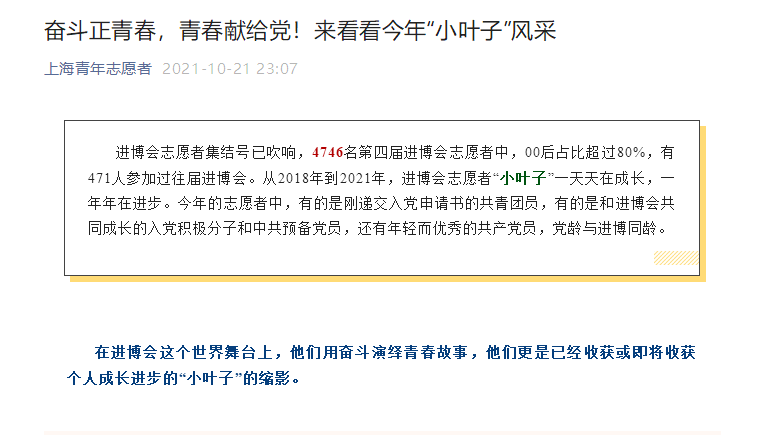 奋斗正青春，青春献给党！来看看今年“小叶子”风采
上海青年志愿者 2021-10-21 23:07
进博会志愿者集结号已吹响，4746名第四届进博会志愿者中，00后占比超过80%，有
471人参加过往届进博会。从2018年到2021年，进博会志愿者“小叶子”一天天在成长，一
年年在进步。今年的志愿者中，有的是刚递交入党申请书的共青团员，有的是和进博会共
同成长的入党积极分子和中共预备党员，还有年轻而优秀的共产党员，党龄与进博同龄。
在进博会这个世界舞台上，他们用奋斗演绎青春故事，他们更是已经收获或即将收获
个人成长进步的“小叶子”的缩影。